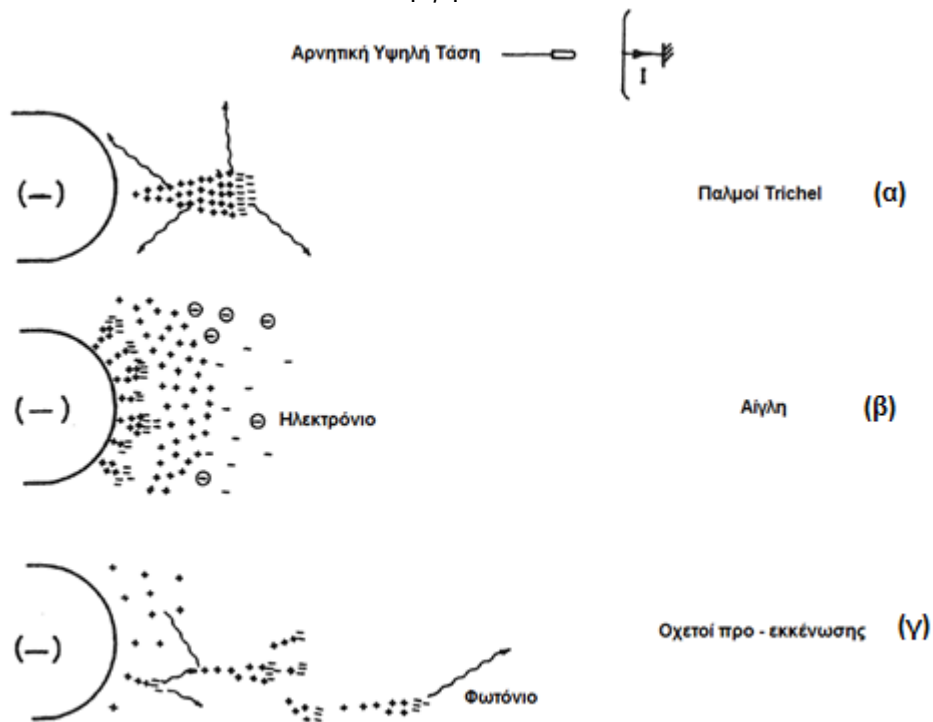 Αρνητική Υψηλή Τάση
I
(−)
Παλμοί Trichel (α)
(−)
Ηλεκτρόνιο
Αίγλη (β)
(−)
Οχετοί προ - εκκένωσης (γ)
Φωτόνιο